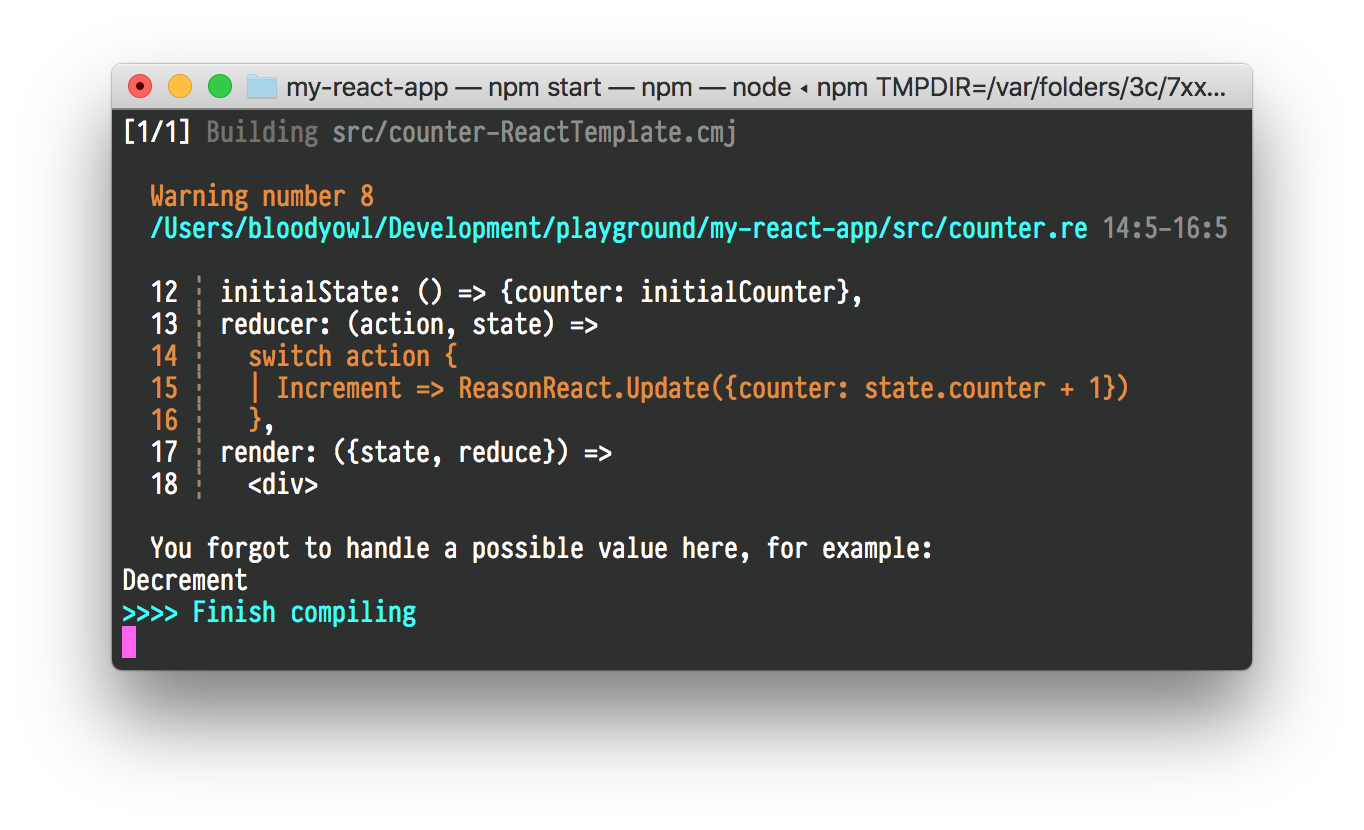 my-react-app — npm start — npm — node ◂ npm TMPDIR=/var/folders/3c/7xx...
[1/1] Building src/counter-ReactTemplate.cmj
Warning number 8
/Users/bloodyowl/Development/playground/my-react-app/src/counter.re 14:5-16:5
12 ┆ initialState: () => {counter: initialCounter},
13 ┆ reducer: (action, state) =>
14 ┆   switch action {
15 ┆   | Increment => ReasonReact.Update({counter: state.counter + 1})
16 ┆   },
17 ┆ render: ({state, reduce}) =>
18 ┆   <div>
You forgot to handle a possible value here, for example:
Decrement
>>>> Finish compiling